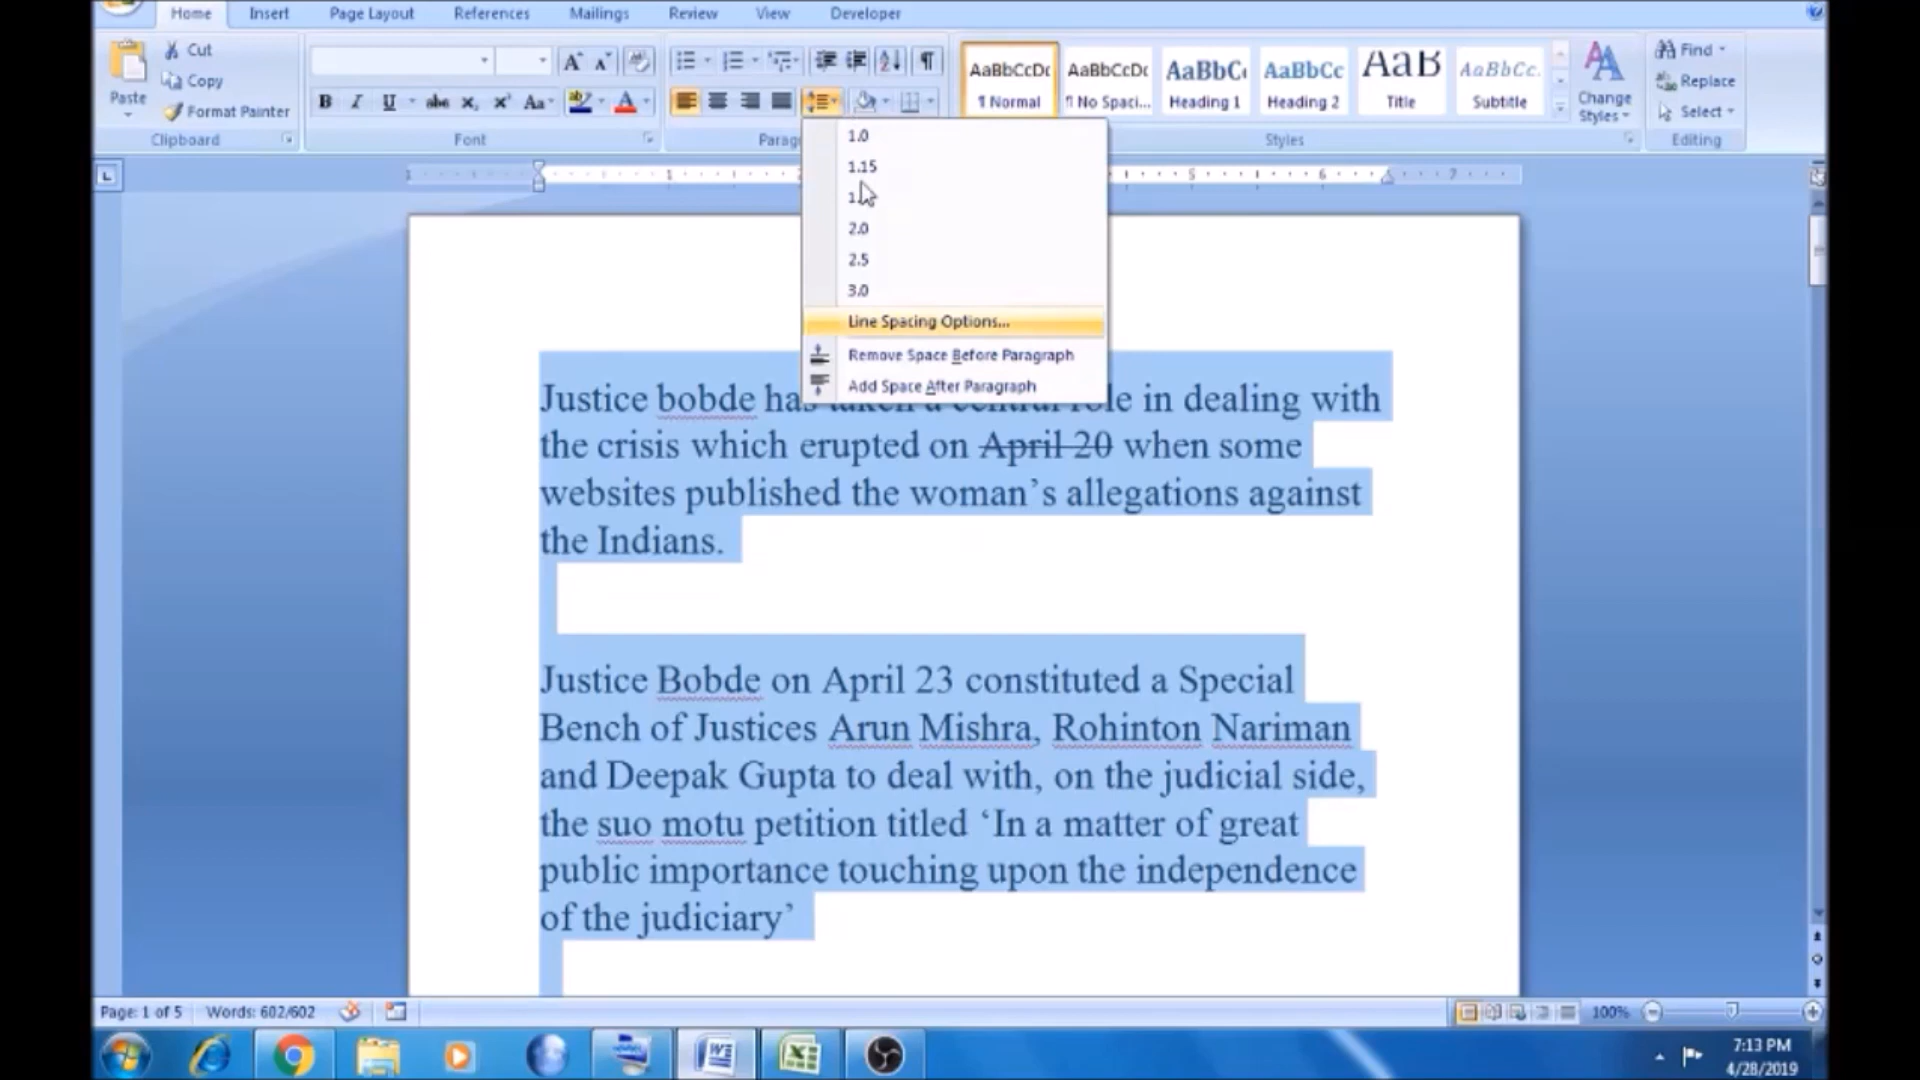 Home Insert Page Layout References Mailings Review View Developer
Cut
Copy
Format Painter
Paste
Clipboard
Font
B I U abc Aa
AaBbCcDc AaBbCcDc AaBbC AaBbCc AaB AaBbCc.
¶ Normal ¶ No Spaci... Heading 1 Heading 2 Title Subtitle
Change
Styles
Styles
Find
Replace
Select
Editing
1.0
1.15
2.0
2.5
3.0
Line Spacing Options...
Remove Space Before Paragraph
Add Space After Paragraph
1 1 5 6 7
Justice bobde has taken a central role in dealing with
the crisis which erupted on April 20 when some
websites published the woman’s allegations against
the Indians.
Justice Bobde on April 23 constituted a Special
Bench of Justices Arun Mishra, Rohinton Nariman
and Deepak Gupta to deal with, on the judicial side,
the suo motu petition titled ‘In a matter of great
public importance touching upon the independence
of the judiciary’
Page: 1 of 5 Words: 602/602 100%
7:13 PM
4/28/2019